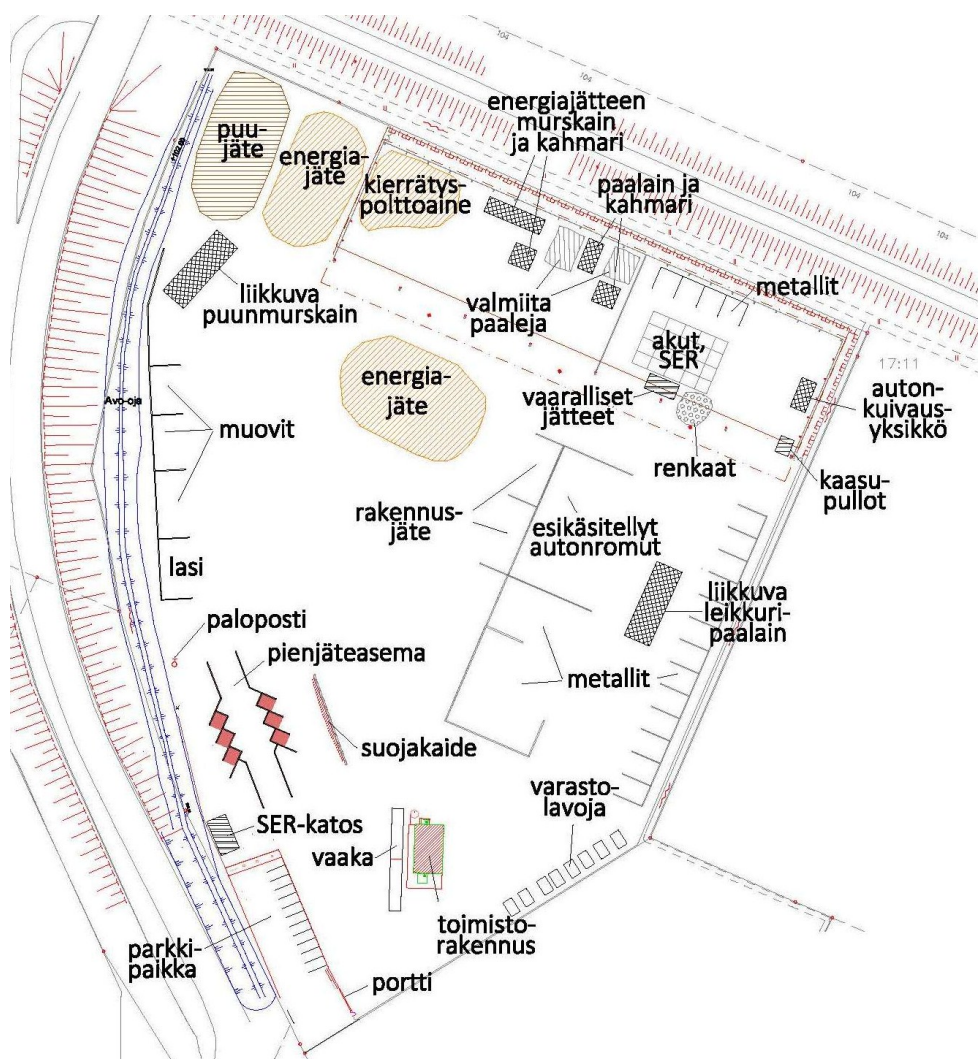 104
104
104
energiajätteen
murskain
ja kahmari
puu-
jäte
energia-
jäte
kierrätys-
polttoaine
paalain ja
kahmari
liikkuva
puunmurskain
valmiita
paaleja
metallit
akut,
SER
17:11
energia-
jäte
vaaralliset
jätteet
auton-
kuivaus-
yksikkö
Avo-oja
muovit
renkaat
kaasu-
pullot
rakennus-
jäte
esikäsitellyt
autonromut
lasi
liikkuva
leikkuri-
paalain
paloposti
pienjäteasema
metallit
suojakaide
varasto-
lavoja
SER-katos
vaaka
toimisto-
rakennus
parkki-
paikka
portti